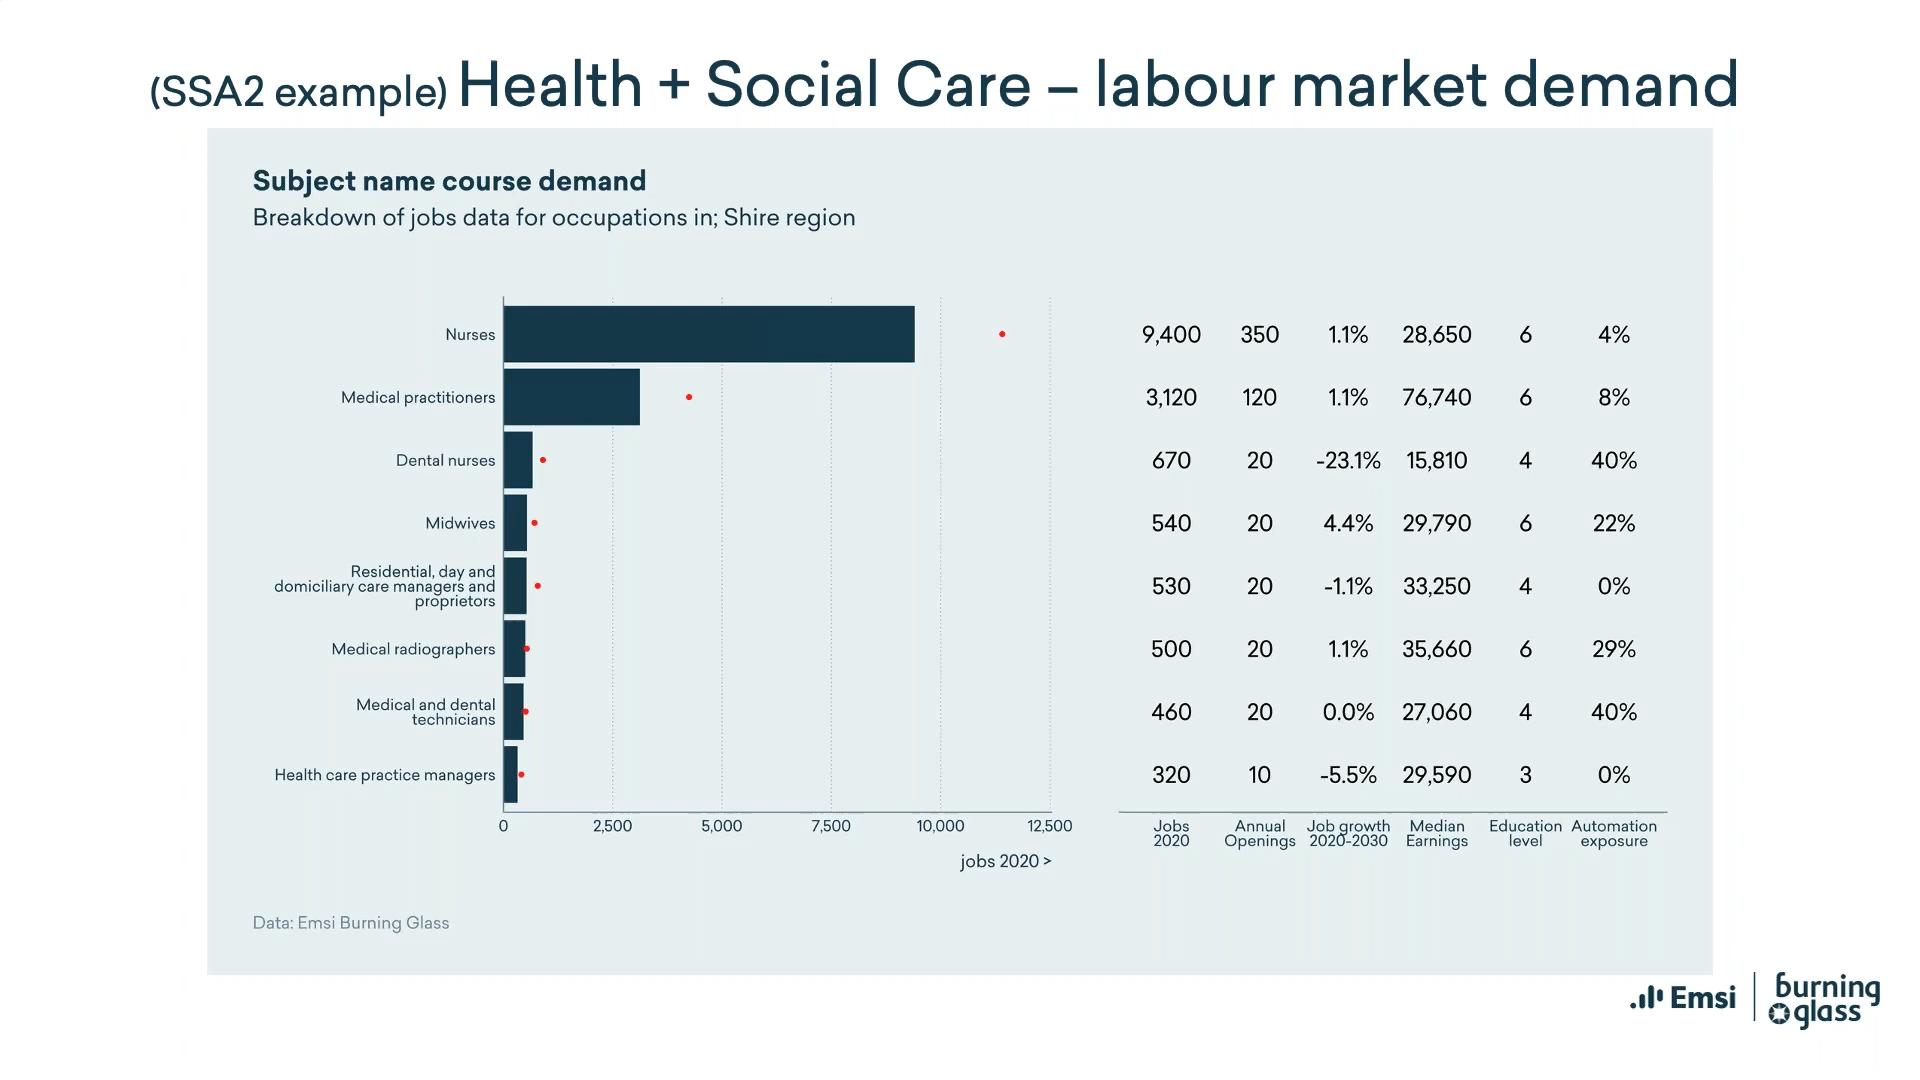 (SSA2 example) Health + Social Care – labour market demand
Subject name course demand
Breakdown of jobs data for occupations in; Shire region
Nurses 9,400 350 1.1% 28,650 6 4%
Medical practitioners 3,120 120 1.1% 76,740 6 8%
Dental nurses 670 20 -23.1% 15,810 4 40%
Midwives 540 20 4.4% 29,790 6 22%
Residential, day and
domiciliary care managers and
proprietors
530 20 -1.1% 33,250 4 0%
Medical radiographers 500 20 1.1% 35,660 6 29%
Medical and dental
technicians
460 20 0.0% 27,060 4 40%
Health care practice managers 320 10 -5.5% 29,590 3 0%
0 2,500 5,000 7,500 10,000 12,500
jobs 2020 >
Jobs Annual Job growth Median Education Automation
2020 Openings 2020-2030 Earnings level exposure
Data: Emsi Burning Glass
Emsi
burning
glass